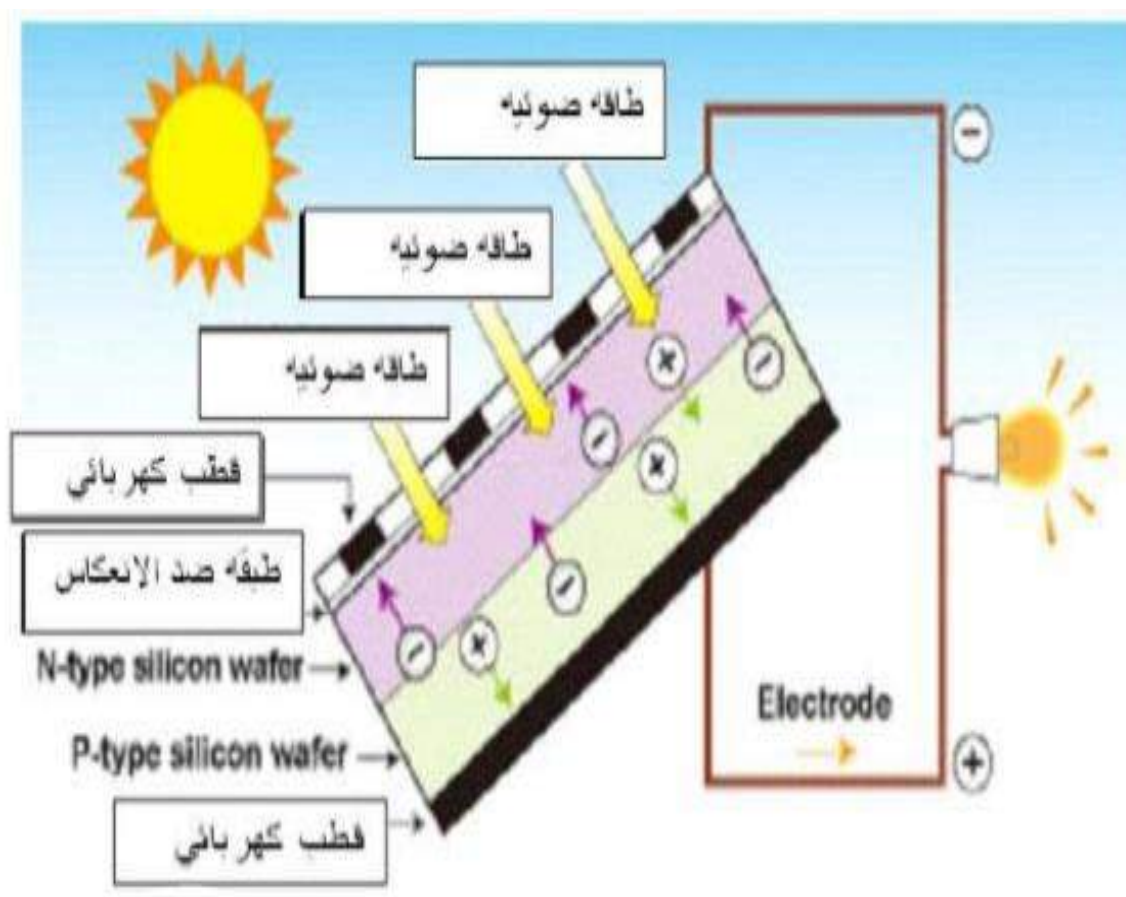 طاقه ضوئيه
طاقه ضوئيه
طاقه ضوئيه
قطب كهربائي
طبقه ضد الانعكاس
N-type silicon wafer
P-type silicon wafer
قطب كهربائي
Electrode